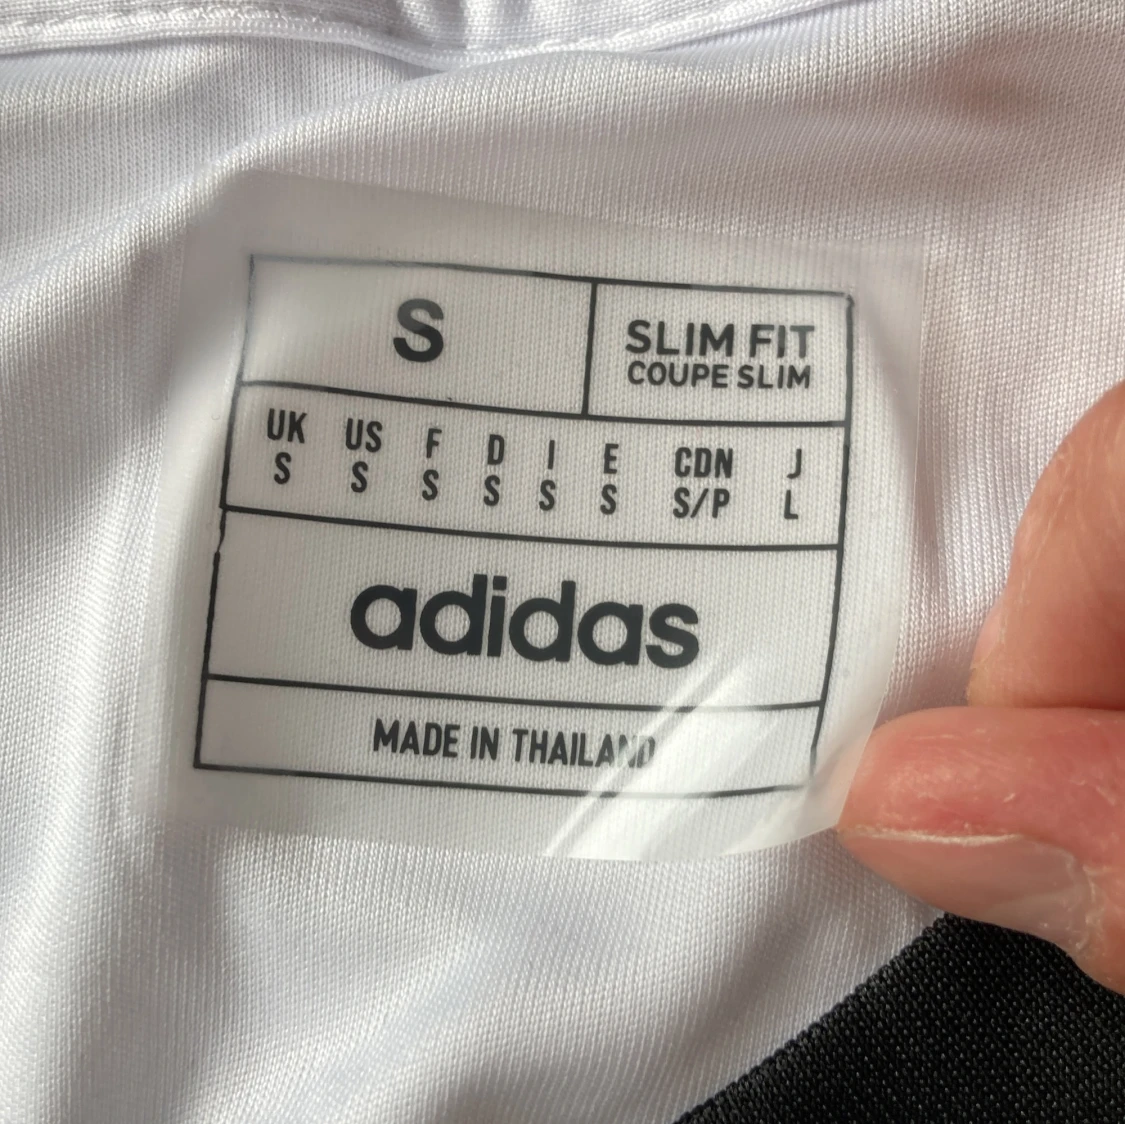 S
SLIM FIT
COUPE SLIM
UK US F D I E CDN J
S S S S S S S/P L
adidas
MADE IN THAILAND